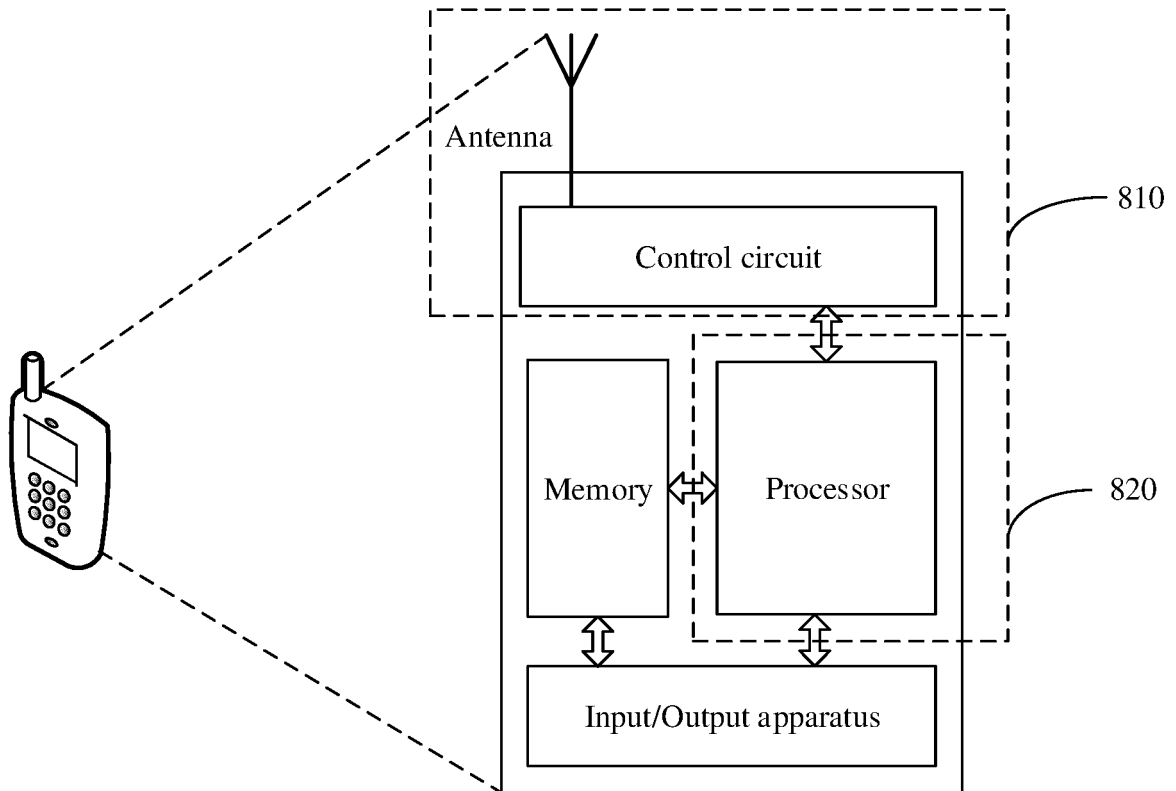 Antenna
810
Control circuit
Memory
Processor
820
Input/Output apparatus